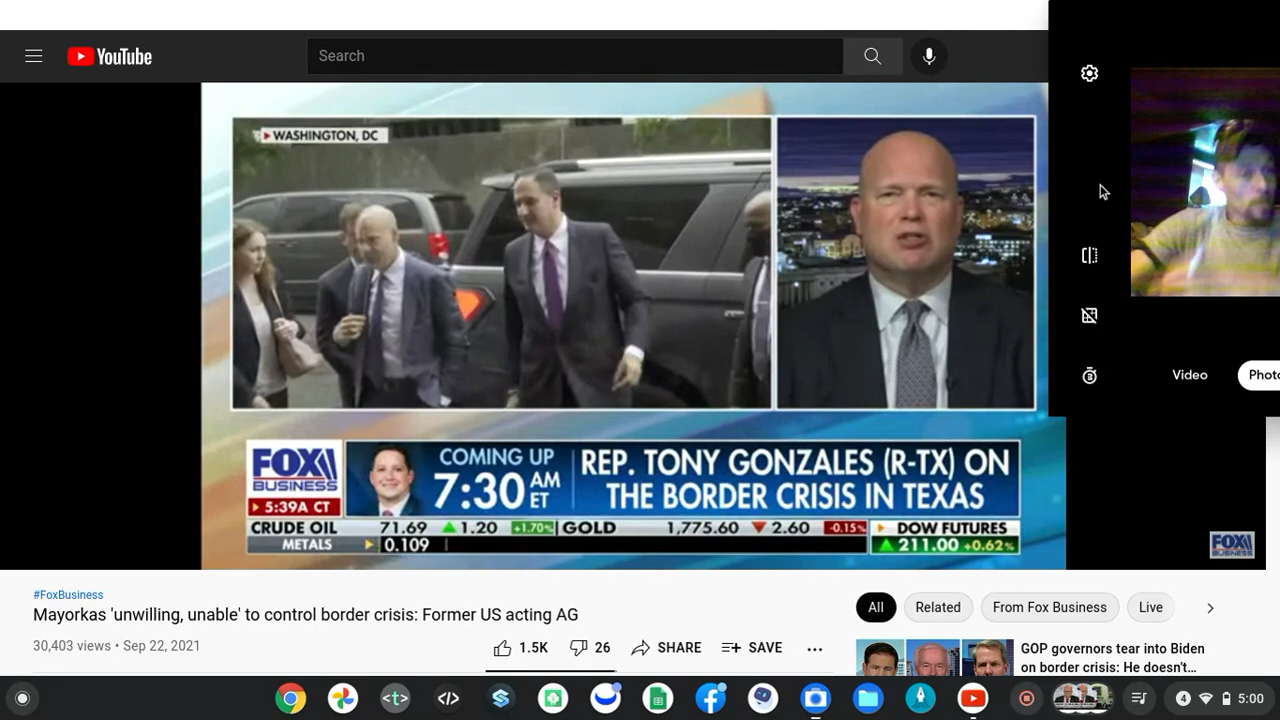 YouTube
Search
WASHINGTON, DC
Video
Photo
COMING UP
7:30 AM ET
REP. TONY GONZALES (R-TX) ON
THE BORDER CRISIS IN TEXAS
FOX
BUSINESS
5:39A CT
CRUDE OIL 71.69 1.20 +1.70% GOLD 1,775.60 2.60 -0.15% DOW FUTURES
METALS 0.109 211.00 +0.62%
FOX
BUSINESS
#FoxBusiness
Mayorkas 'unwilling, unable' to control border crisis: Former US acting AG
30,403 views • Sep 22, 2021
1.5K
26
SHARE
SAVE
All
Related
From Fox Business
Live
GOP governors tear into Biden
on border crisis: He doesn't...
<t>
</>
4
5:00